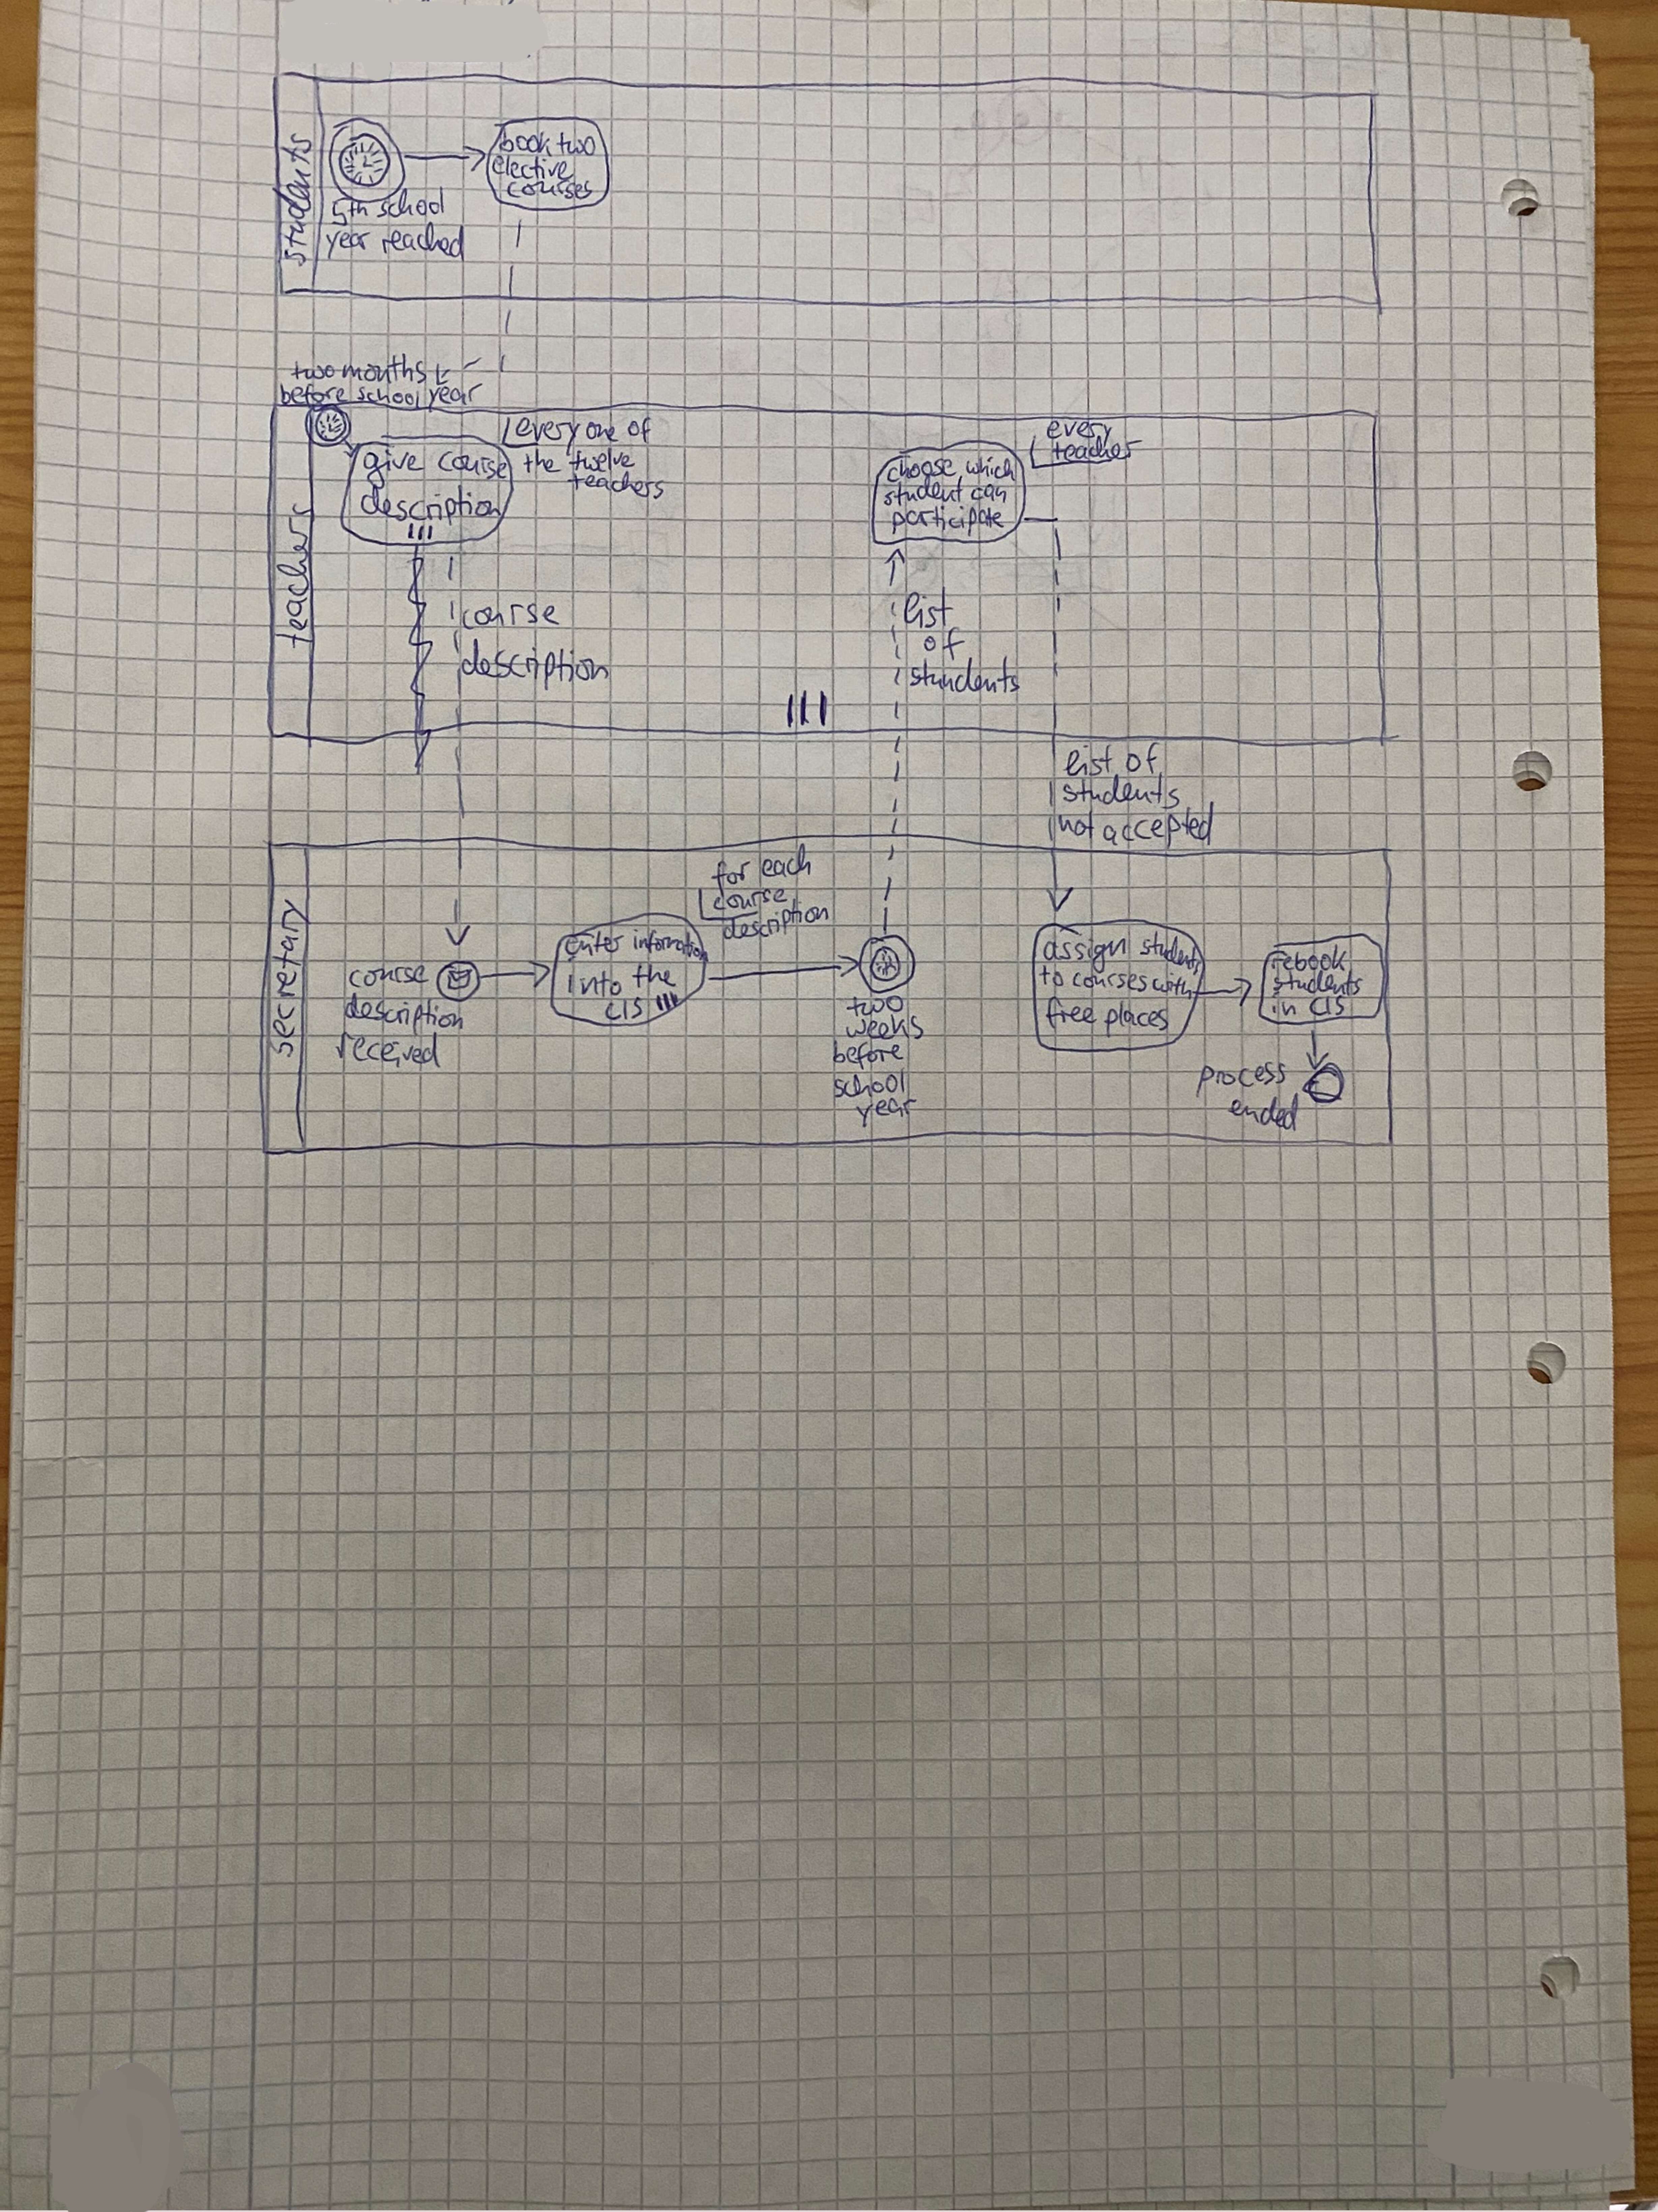 students
book two
elective
courses
5th school
year reached
two months
before school year
teachers
every one of
the twelve
teachers
give course
description
course
description
every
teacher
choose which
student can
participate
list
of
stundents
list of
students
not accepted
secretary
for each
course
description
course
description
received
enter information
into the
CIS
two
weeks
before
school
year
assign students
to courses with
free places
rebook
students
in CIS
process
ended